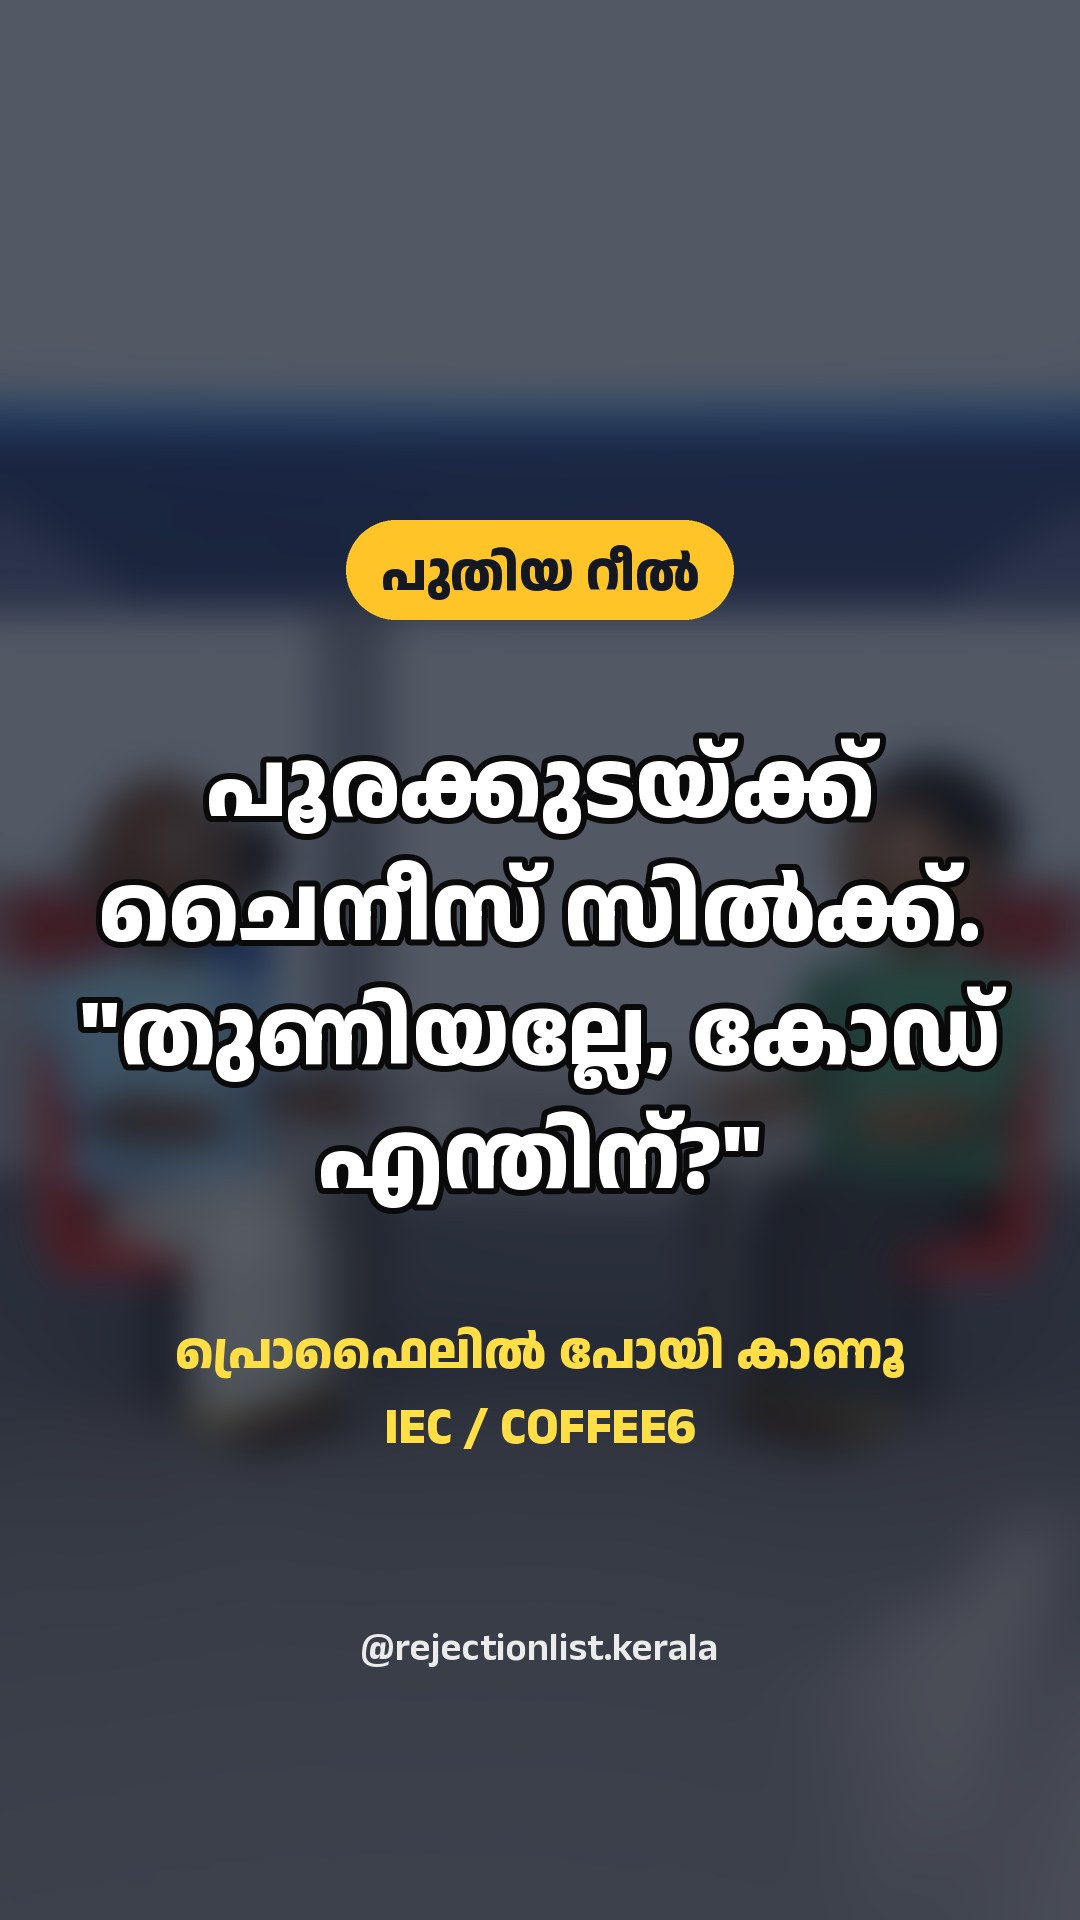 പുതിയ റീൽ
പൂരക്കുടയ്ക്ക്
ചൈനീസ് സിൽക്ക്.
"തുണിയല്ലേ, കോഡ്
എന്തിന്?"
പ്രൊഫൈലിൽ പോയി കാണൂ
IEC / COFFEE6
@rejectionlist.kerala